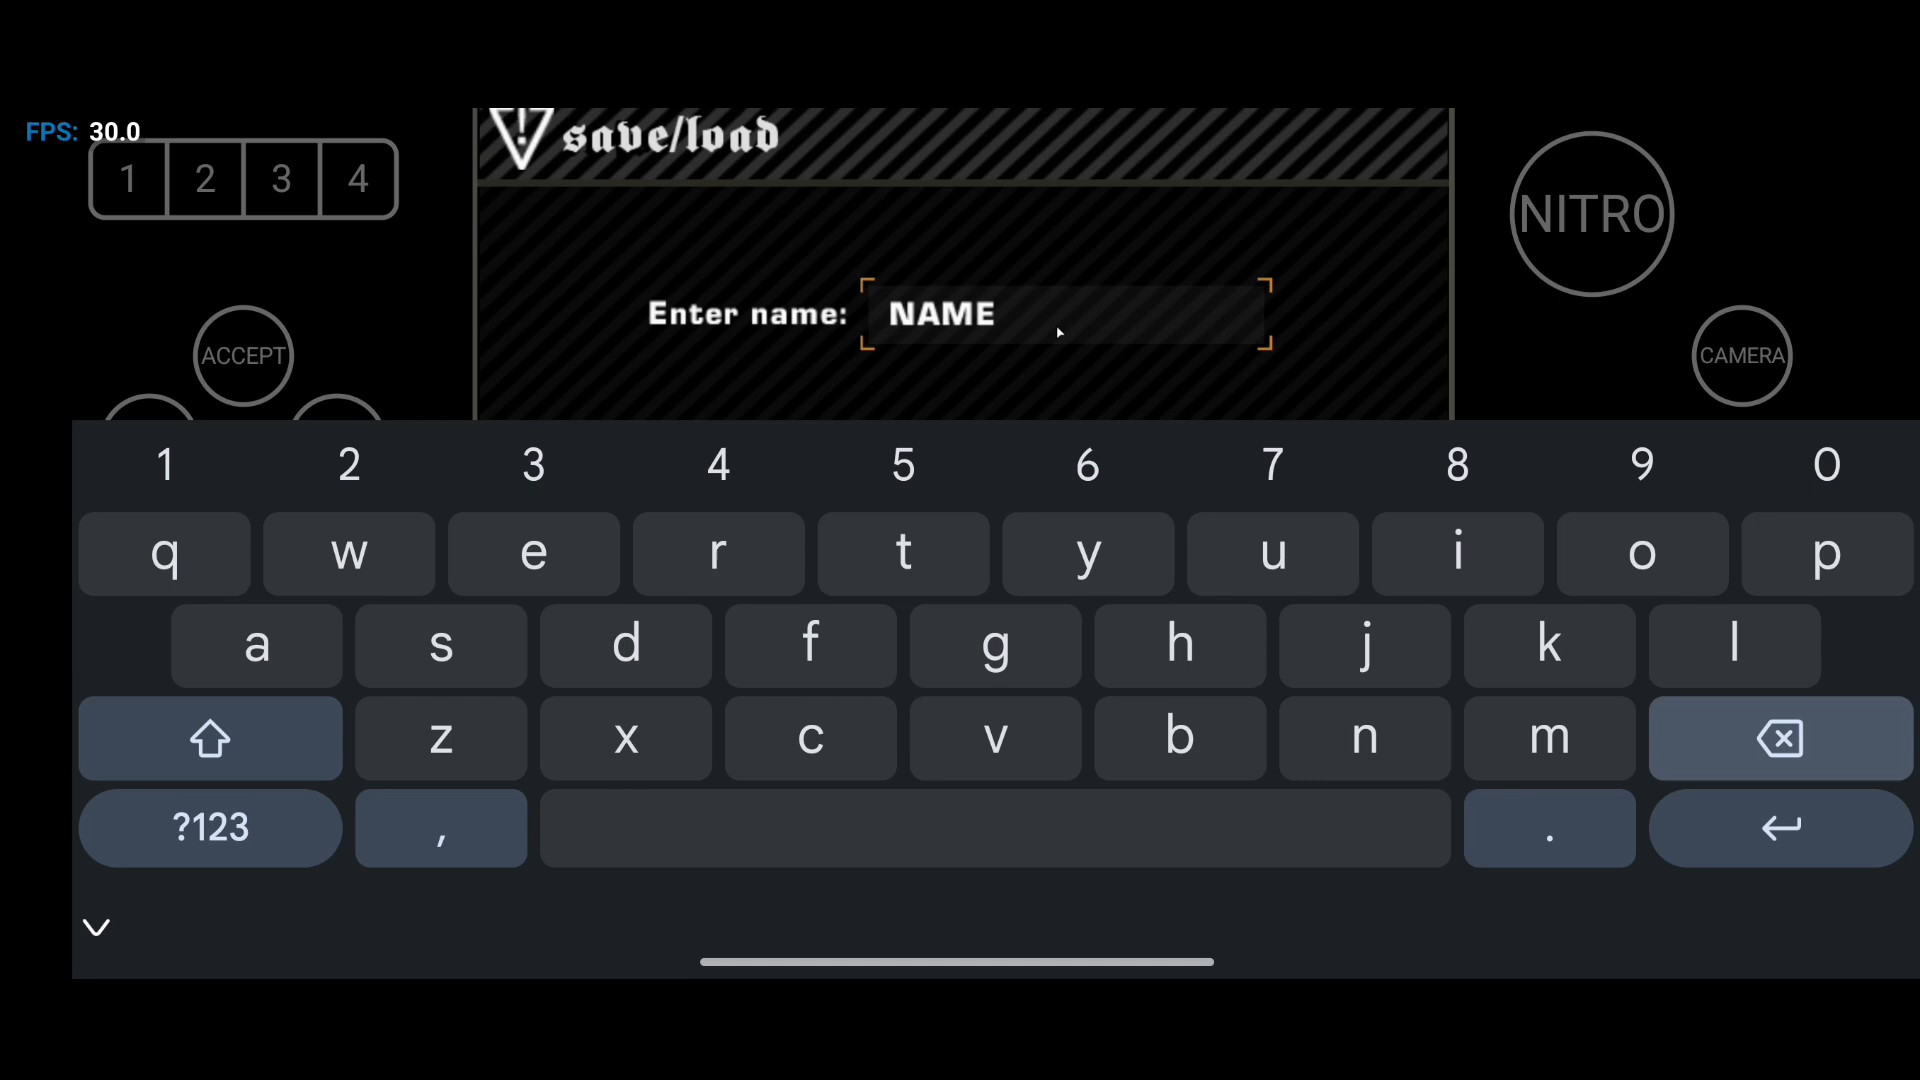 FPS: 30.0
1 2 3 4
save/load
NITRO
Enter name: NAME
ACCEPT
CAMERA
1 2 3 4 5 6 7 8 9 0
q w e r t y u i o p
a s d f g h j k l
z x c v b n m
?123 , .